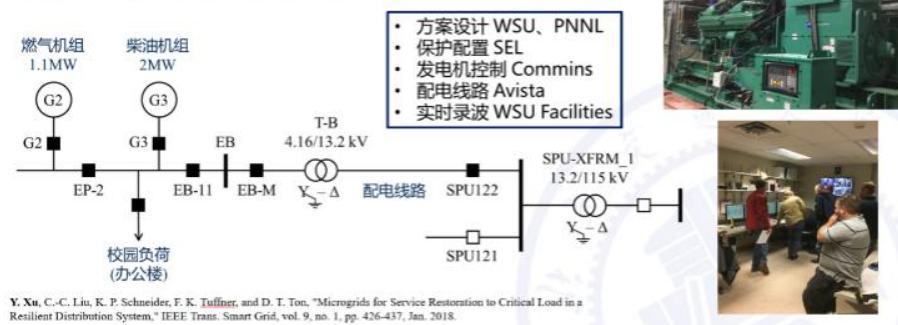 • 方案设计 WSU、PNNL
• 保护配置 SEL
• 发电机控制 Commins
• 配电线路 Avista
• 实时录波 WSU Facilities
燃气机组
1.1MW
柴油机组
2MW
G2
G3
G2
G3
EB
T-B
4.16/13.2 kV
SPU-XFRM_1
13.2/115 kV
EP-2
EB-11
EB-M
Y - Δ
配电线路
SPU122
Y - Δ
SPU121
校园负荷
(办公楼)
Y. Xu, C.-C. Liu, K. P. Schneider, F. K. Tuffner, and D. T. Ton, "Microgrids for Service Restoration to Critical Load in a
Resilient Distribution System," IEEE Trans. Smart Grid, vol. 9, no. 1, pp. 426-437, Jan. 2018.